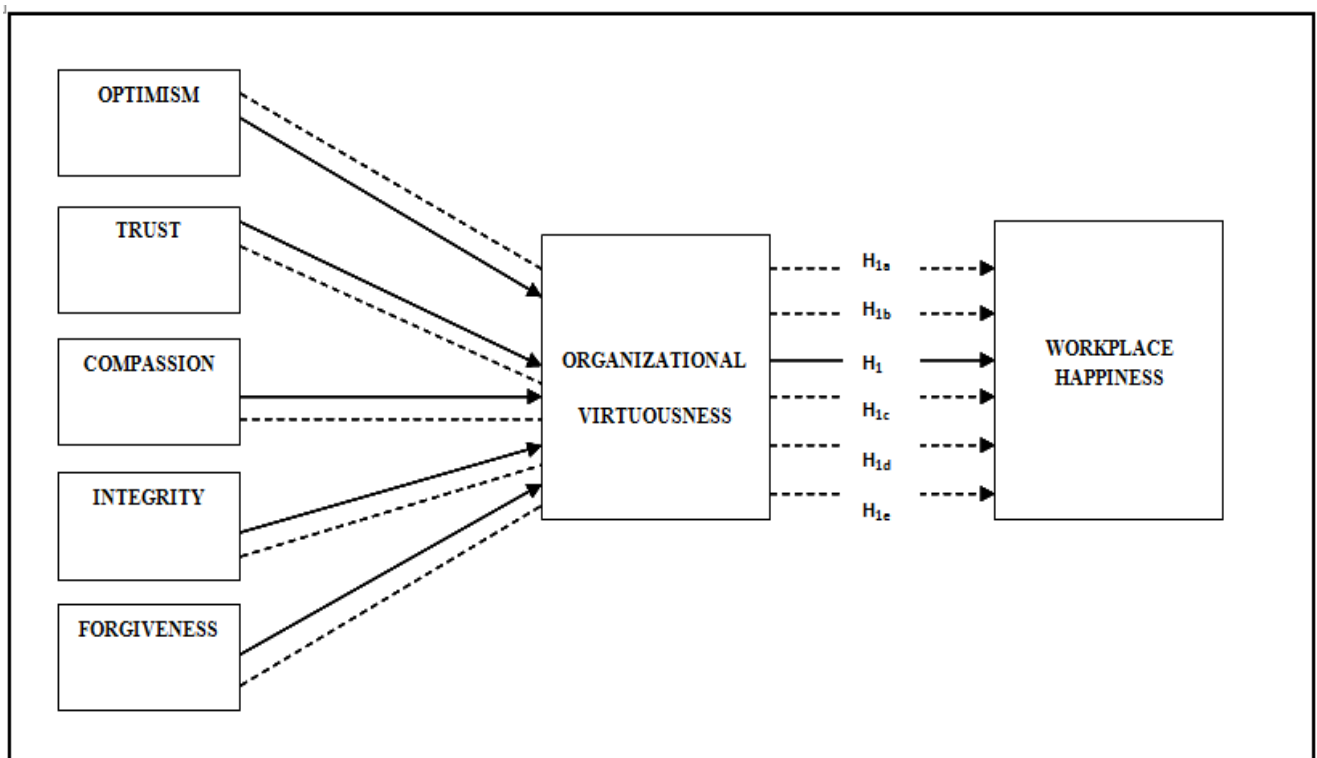 OPTIMISM
TRUST
COMPASSION
INTEGRITY
FORGIVENESS
ORGANIZATIONAL
VIRTUOUSNESS
H1a
H1b
H1
H1c
H1d
H1e
WORKPLACE
HAPPINESS